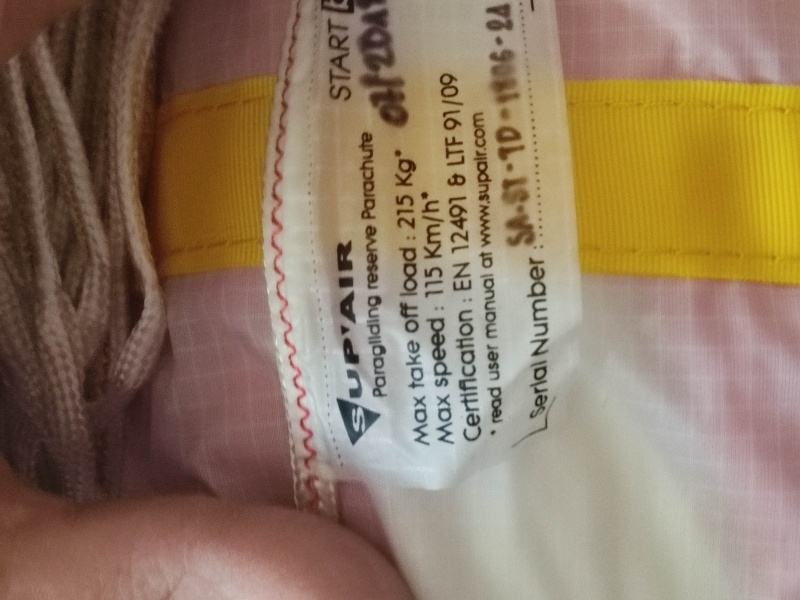 SUP'AIR
START
Paragliding reserve Parachute
Max take off load : 215 Kg*
Max speed : 115 Km/h*
Certification : EN 12491 & LTF 91/09
* read user manual at www.supair.com
Serial Number :